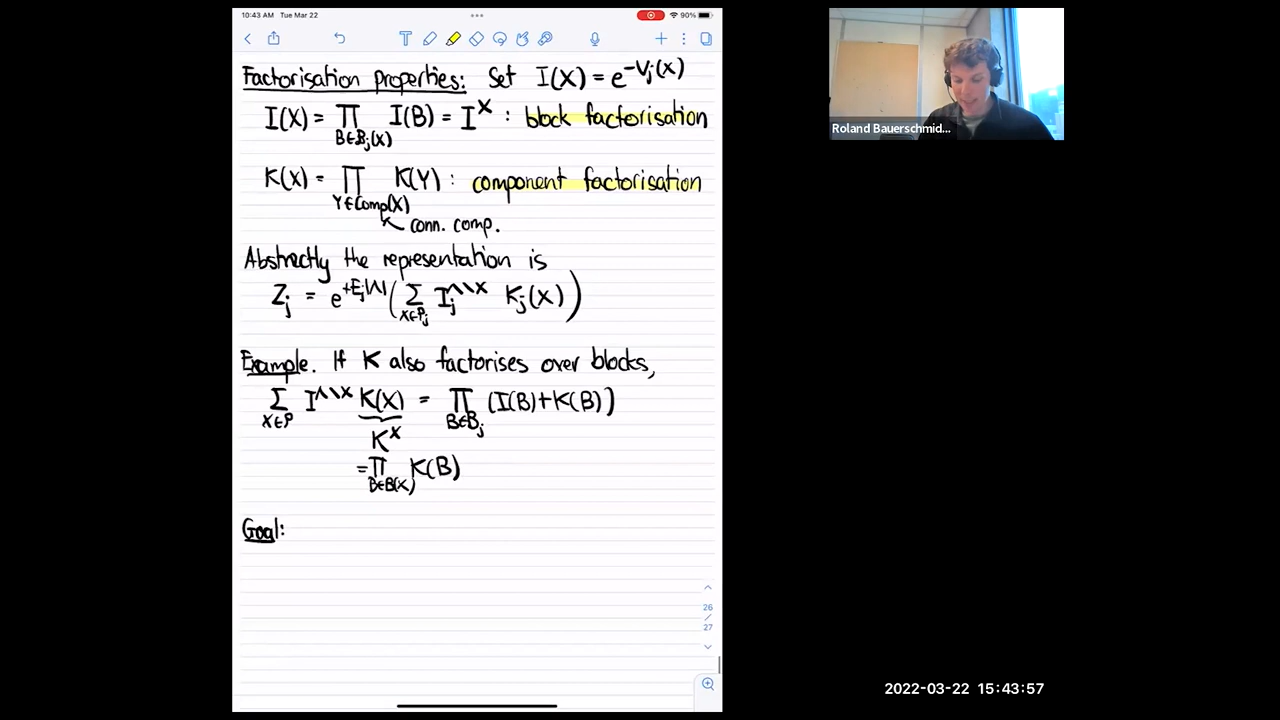 10:43 AM Tue Mar 22
90%
Factorisation properties: Set I(X) = e^{-V_j(X)}
I(X) = ∏_{B∈B_j(X)} I(B) = I^X : block factorisation
K(X) = ∏_{Y∈Comp(X)} K(Y) : component factorisation
conn. comp.
Abstractly the representation is
Z_j = e^{+E_j|Λ|} ( ∑_{X∈P_j} I_j^{Λ\X} K_j(X) )
Example. If K also factorises over blocks,
∑_{X∈P} I^{Λ\X} K(X) = ∏_{B∈B_j} (I(B)+K(B))
K^X
= ∏_{B∈B(X)} K(B)
Goal:
26
/
27
Roland Bauerschmid...
2022-03-22 15:43:57